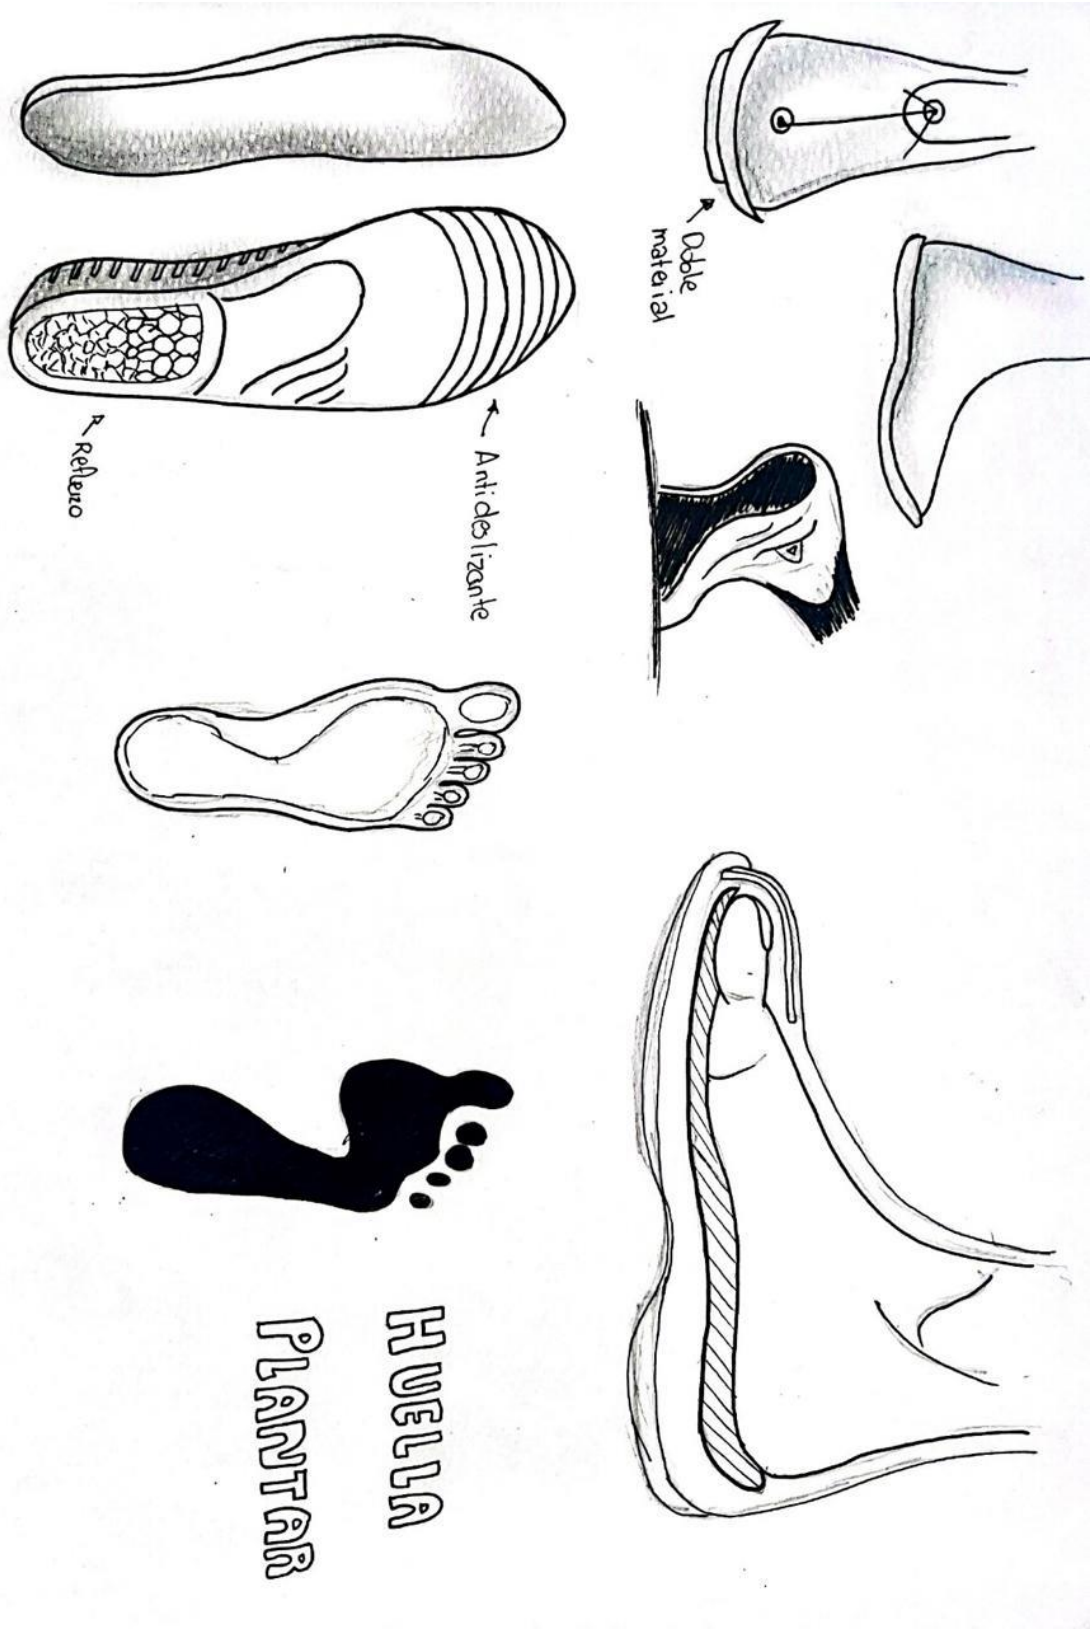 Doble
material
Antideslizante
Refuerzo
HUELLA
PLANTAR